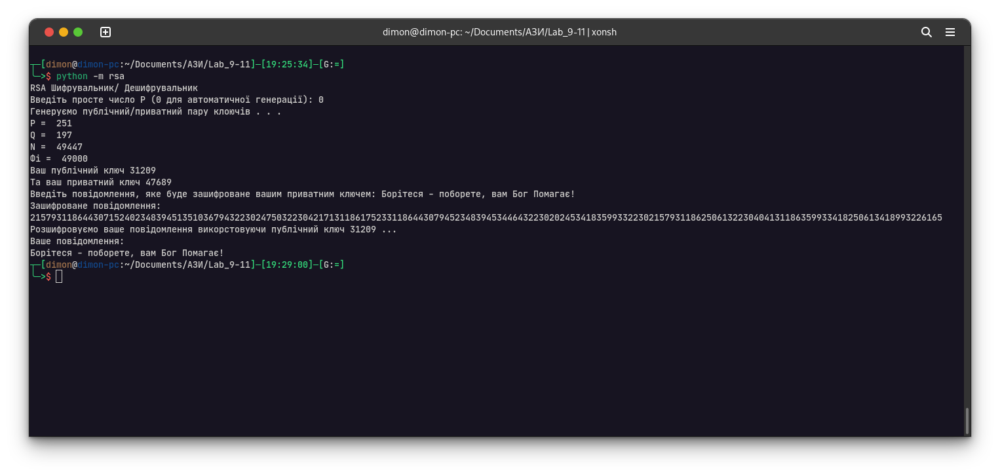 dimon@dimon-pc: ~/Documents/АЗИ/Lab_9-11 | xonsh
┬─[dimon@dimon-pc:~/Documents/АЗИ/Lab_9-11]─[19:25:34]─[G:=]
╰─>$ python -m rsa
RSA Шифрувальник/ Дешифрувальник
Введіть просте число P (0 для автоматичної генерації): 0
Генеруємо публічний/приватний пару клоючів . . .
P =  251
Q =  197
N =  49447
Фі =  49000
Ваш публічний ключ 31209
Та ваш приватний ключ 47689
Введіть повідомлення, яке буде зашифроване вашим приватним ключем: Борітеся - поборете, вам Бог Помагає!
Зашифроване повідомлення:
215793118644307152402348394513510367943223024750322304217131186175233118644307945234839453446432230202453418359933223021579311862506132230404131186359933418250613418993226165
Розшифровуємо ваше повідомлення викорстовуючи публічний ключ 31209 ...
Ваше повідомлення:
Борітеся - поборете, вам Бог Помагає!
┬─[dimon@dimon-pc:~/Documents/АЗИ/Lab_9-11]─[19:29:00]─[G:=]
╰─>$